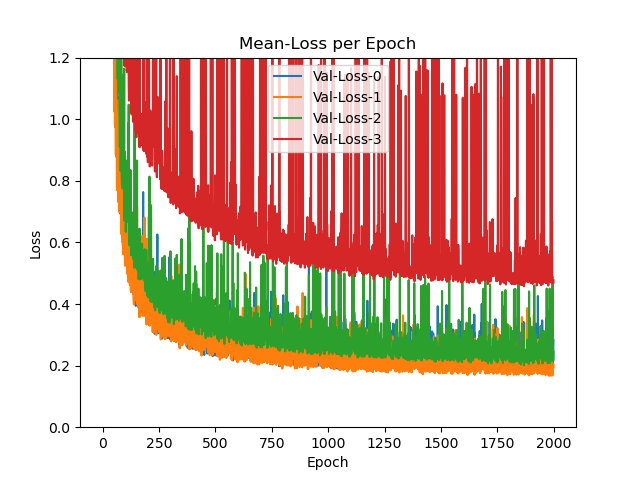 Mean-Loss per Epoch
1.2
1.0
0.8
0.6
0.4
0.2
0.0
Loss
Val-Loss-0
Val-Loss-1
Val-Loss-2
Val-Loss-3
0 250 500 750 1000 1250 1500 1750 2000
Epoch